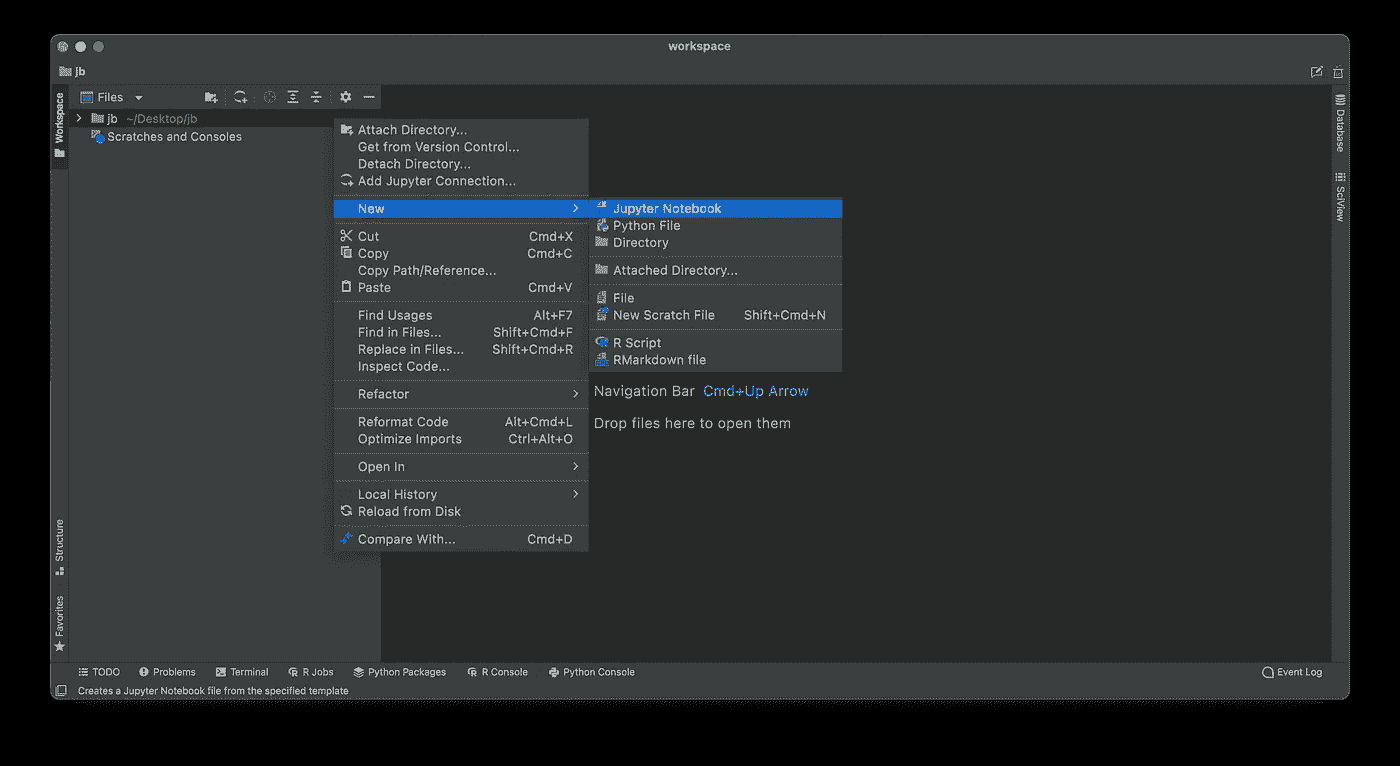 workspace
jb
Workspace
Files
jb ~/Desktop/jb
Scratches and Consoles
Attach Directory...
Get from Version Control...
Detach Directory...
Add Jupyter Connection...
New
Cut Cmd+X
Copy Cmd+C
Copy Path/Reference...
Paste Cmd+V
Find Usages Alt+F7
Find in Files... Shift+Cmd+F
Replace in Files... Shift+Cmd+R
Inspect Code...
Refactor
Reformat Code Alt+Cmd+L
Optimize Imports Ctrl+Alt+O
Open In
Local History
Reload from Disk
Compare With... Cmd+D
Jupyter Notebook
Python File
Directory
Attached Directory...
File
New Scratch File Shift+Cmd+N
R Script
RMarkdown file
Navigation Bar Cmd+Up Arrow
Drop files here to open them
Database
SciView
Structure
Favorites
TODO Problems Terminal R Jobs Python Packages R Console Python Console Event Log
Creates a Jupyter Notebook file from the specified template